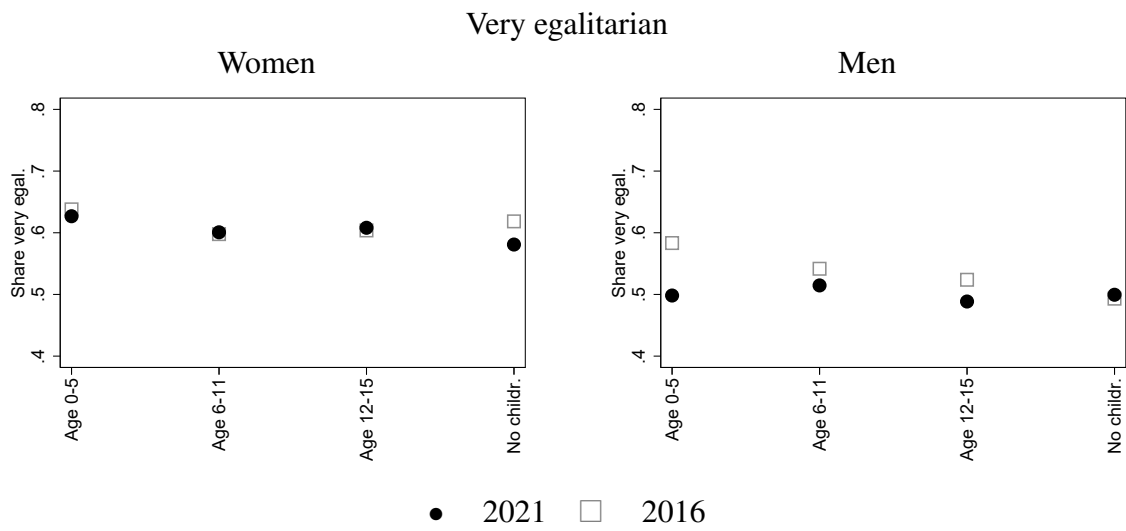 Very egalitarian
Women
Share very egal.
.8
.7
.6
.5
.4
Age 0-5
Age 6-11
Age 12-15
No childr.
Men
Share very egal.
.8
.7
.6
.5
.4
Age 0-5
Age 6-11
Age 12-15
No childr.
2021 2016